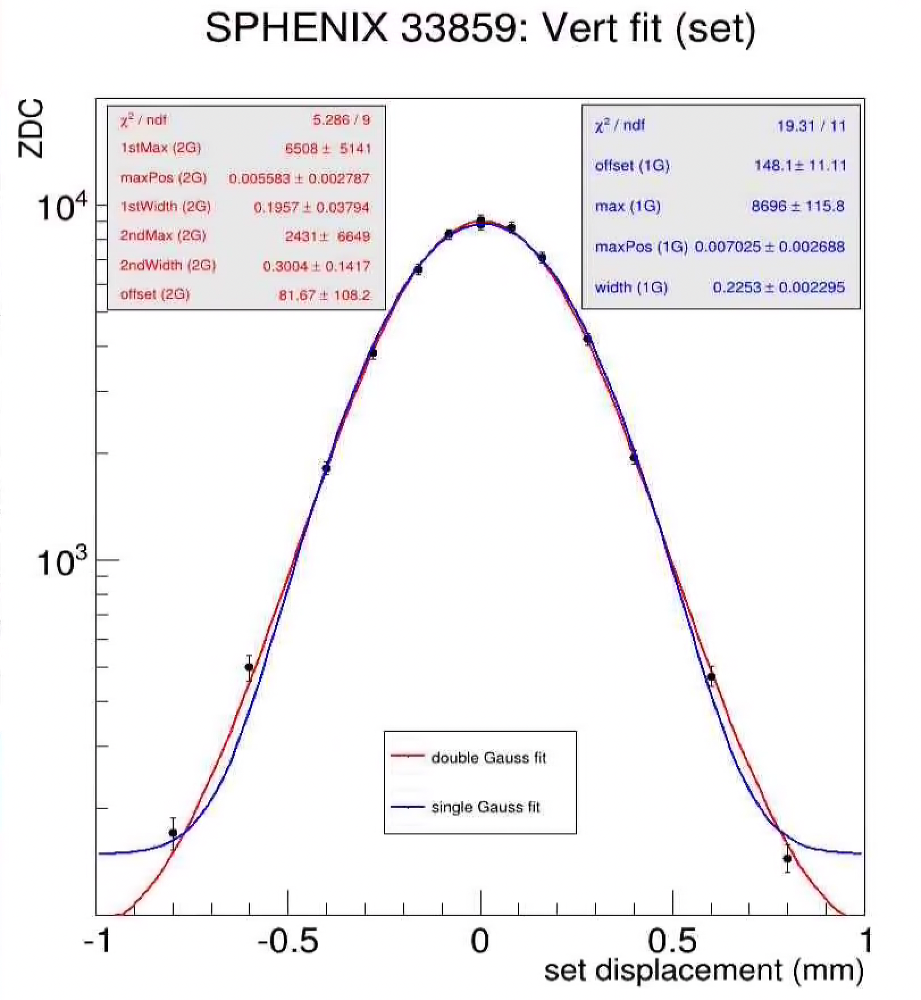 SPHENIX 33859: Vert fit (set)
ZDC
χ² / ndf 5.286 / 9
1stMax (2G) 6508 ± 5141
maxPos (2G) 0.005583 ± 0.002787
1stWidth (2G) 0.1957 ± 0.03794
2ndMax (2G) 2431 ± 6649
2ndWidth (2G) 0.3004 ± 0.1417
offset (2G) 81.67 ± 108.2
χ² / ndf 19.31 / 11
offset (1G) 148.1 ± 11.11
max (1G) 8696 ± 115.8
maxPos (1G) 0.007025 ± 0.002688
width (1G) 0.2253 ± 0.002295
10⁴
10³
double Gauss fit
single Gauss fit
-1 -0.5 0 0.5 1
set displacement (mm)